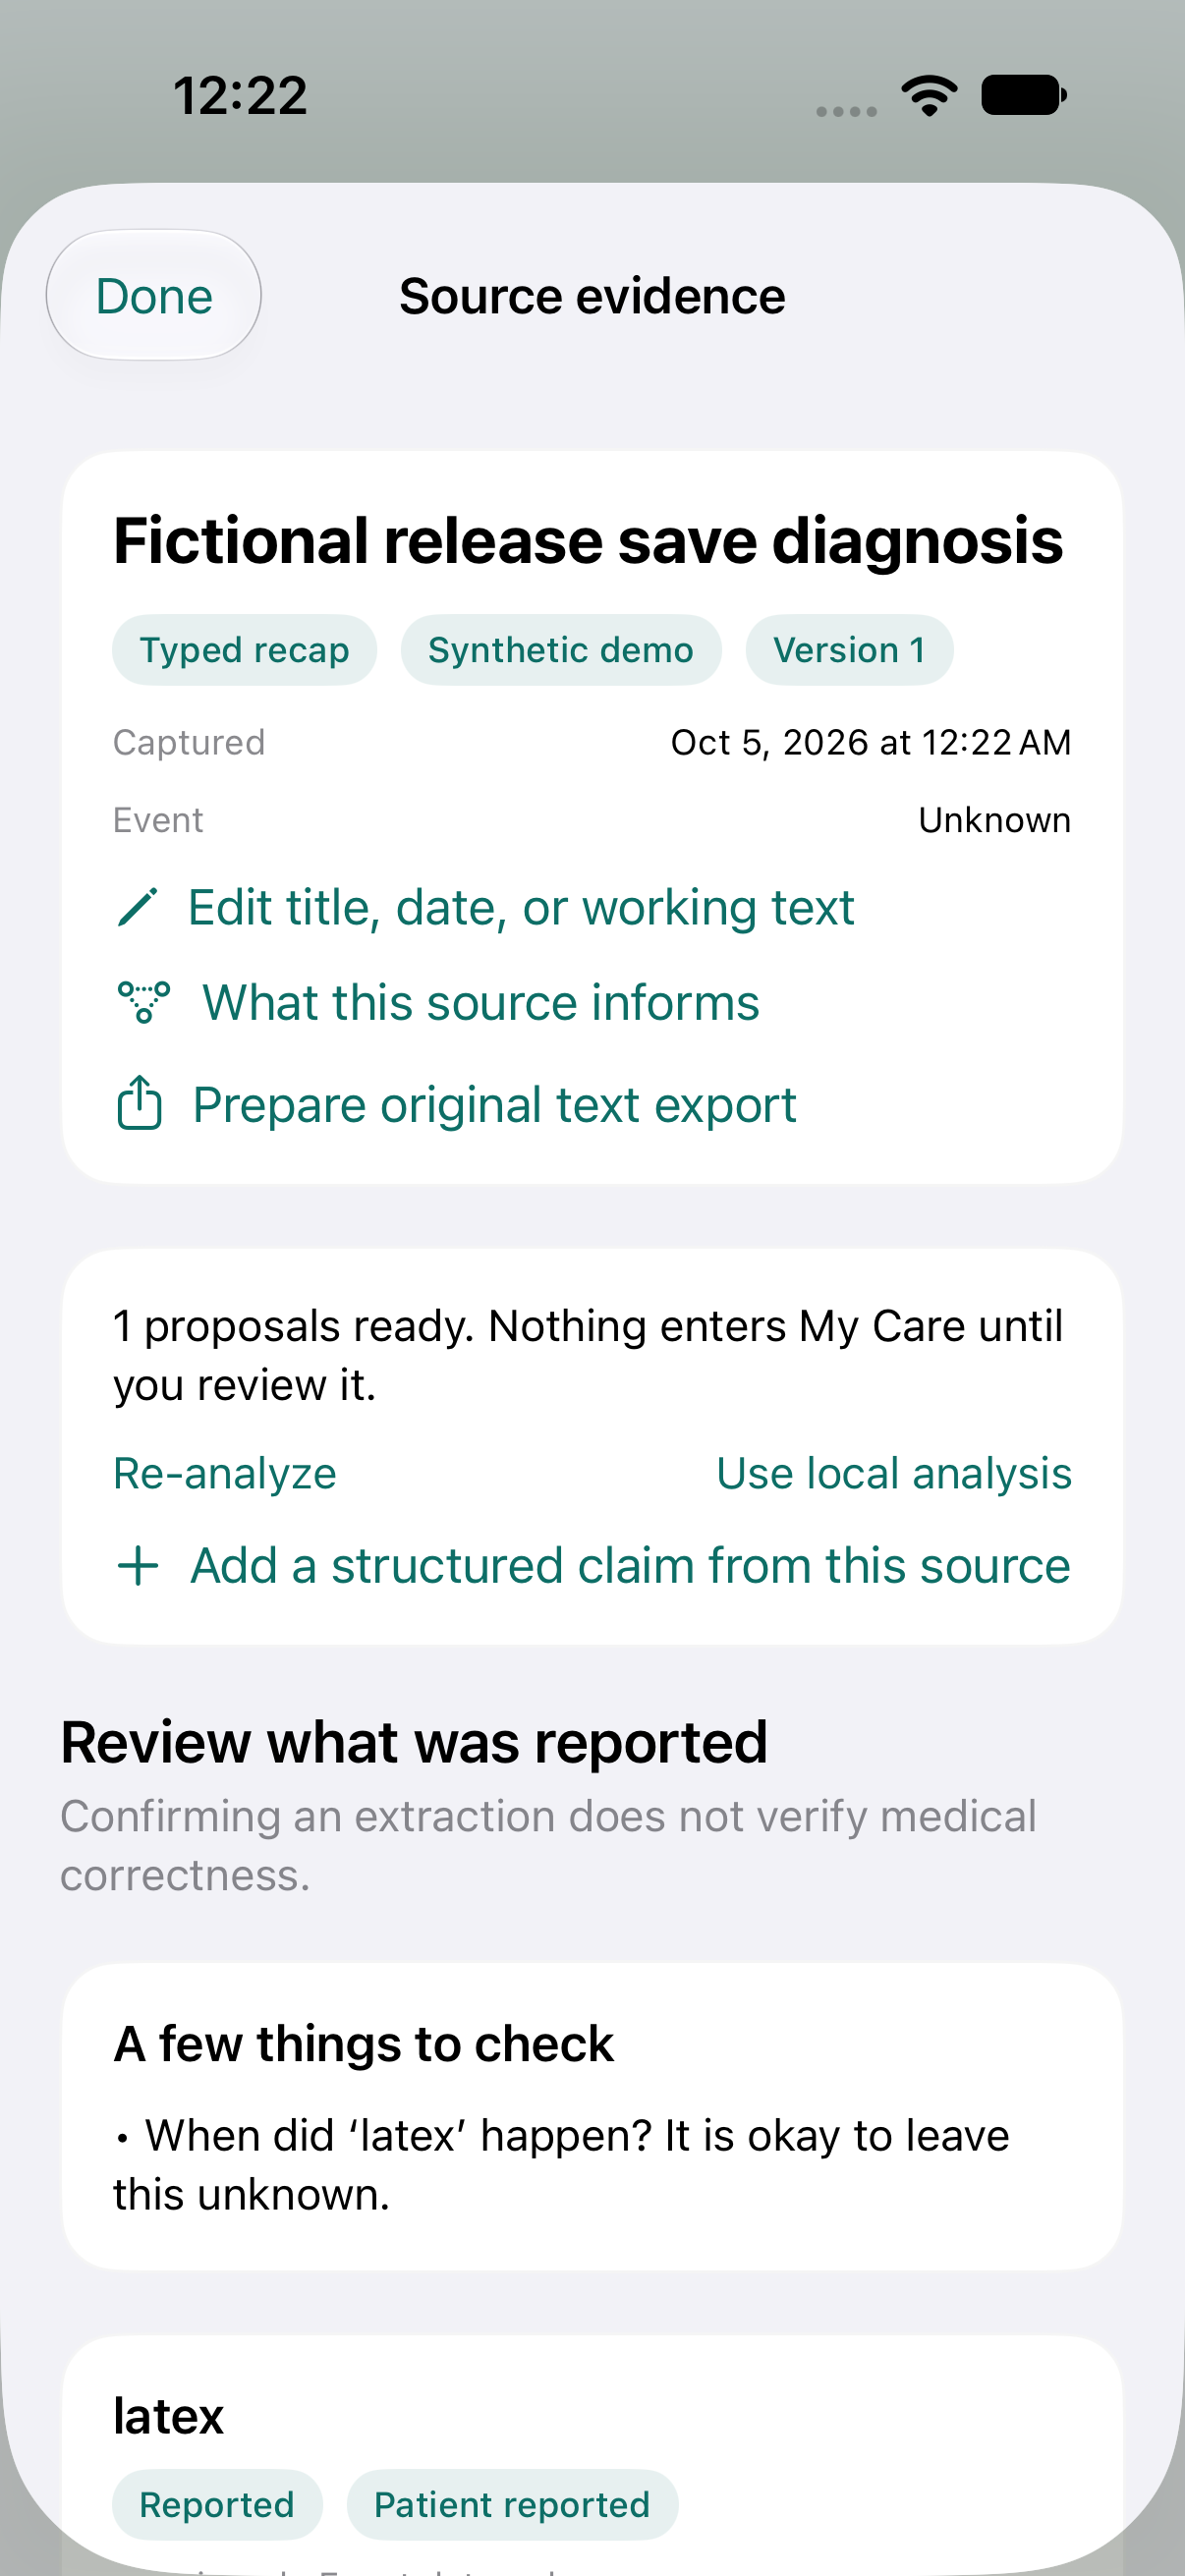 12:22
Done
Source evidence
Fictional release save diagnosis
Typed recap
Synthetic demo
Version 1
Captured
Oct 5, 2026 at 12:22 AM
Event
Unknown
Edit title, date, or working text
What this source informs
Prepare original text export
1 proposals ready. Nothing enters My Care until
you review it.
Re-analyze
Use local analysis
Add a structured claim from this source
Review what was reported
Confirming an extraction does not verify medical
correctness.
A few things to check
• When did ‘latex’ happen? It is okay to leave
this unknown.
latex
Reported
Patient reported